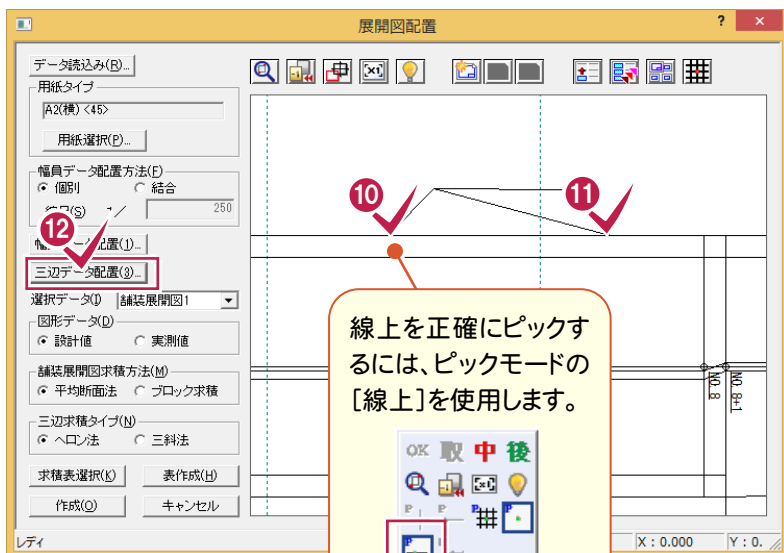 展開図配置
? ×
データ読込み(R)...
用紙タイプ
A2(横) <45>
用紙選択(P)...
幅員データ配置方法(F)
個別 結合
(S) 1/ 250
データ配置(1)...
三辺データ配置(3)...
選択データ(I) 舗装展開図1
図形データ(D)
設計値 実測値
舗装展開図求積方法(M)
平均断面法 ブロック求積
三辺求積タイプ(N)
ヘロン法 三斜法
求積表選択(K) 表作成(H)
作成(O) キャンセル
レディ
⑩
⑪
⑫
線上を正確にピックす
るには、ピックモードの
[線上]を使用します。
OK 取 中 後
P P P P
P
NO.8
NO.8+1
X : 0.000 Y : 0.